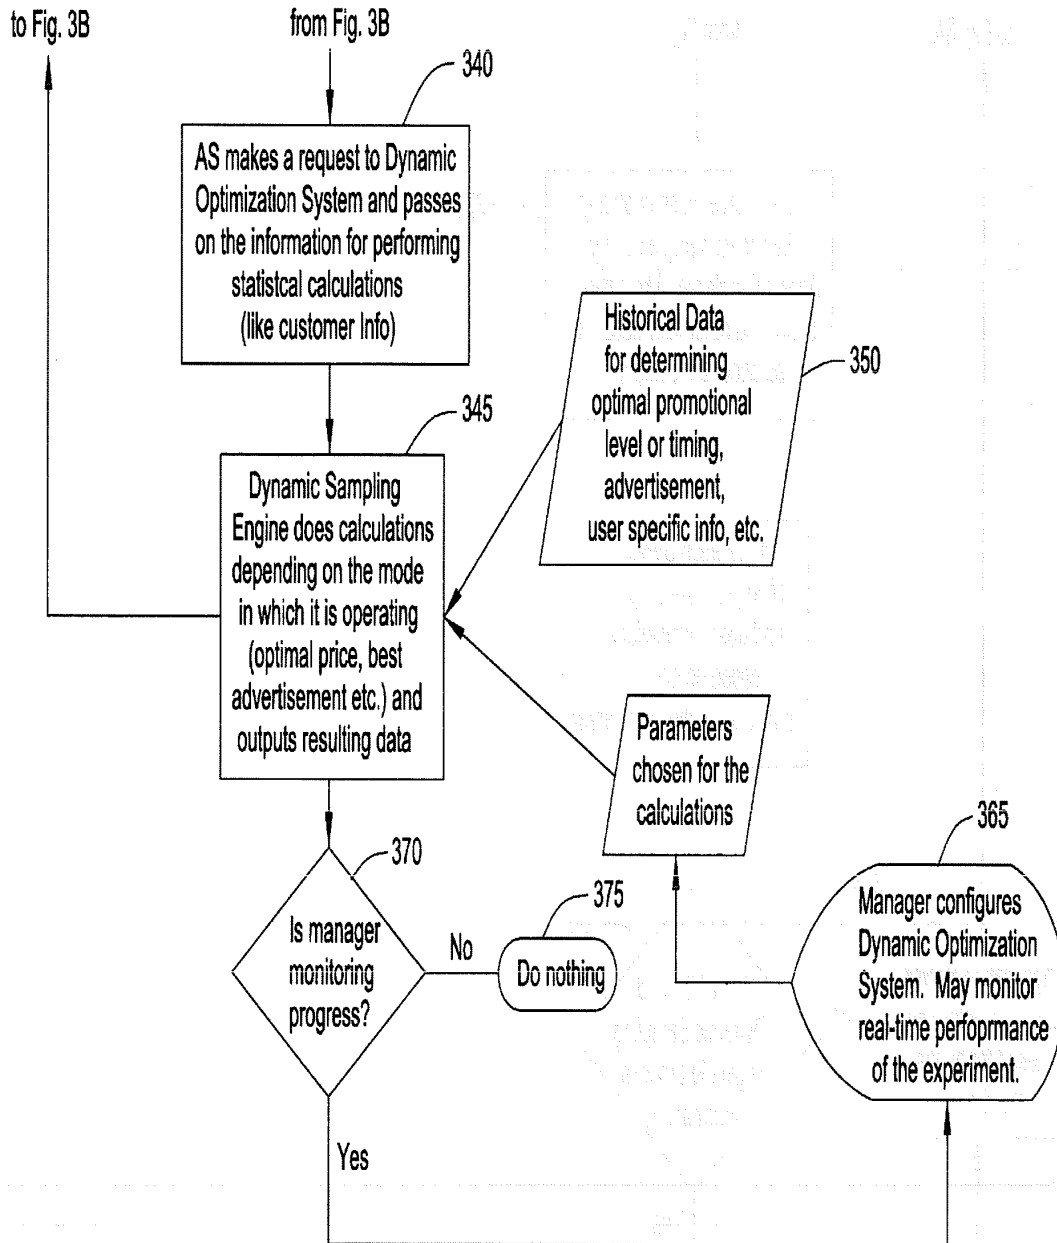 to Fig. 3B
from Fig. 3B
340
AS makes a request to Dynamic
Optimization System and passes
on the information for performing
statistcal calculations
(like customer Info)
Historical Data
for determining
optimal promotional
level or timing,
advertisement,
user specific info, etc.
350
345
Dynamic Sampling
Engine does calculations
depending on the mode
in which it is operating
(optimal price, best
advertisement etc.) and
outputs resulting data
Parameters
chosen for the
calculations
365
Manager configures
Dynamic Optimization
System. May monitor
real-time perfoprmance
of the experiment.
370
Is manager
monitoring
progress?
No
375
Do nothing
Yes